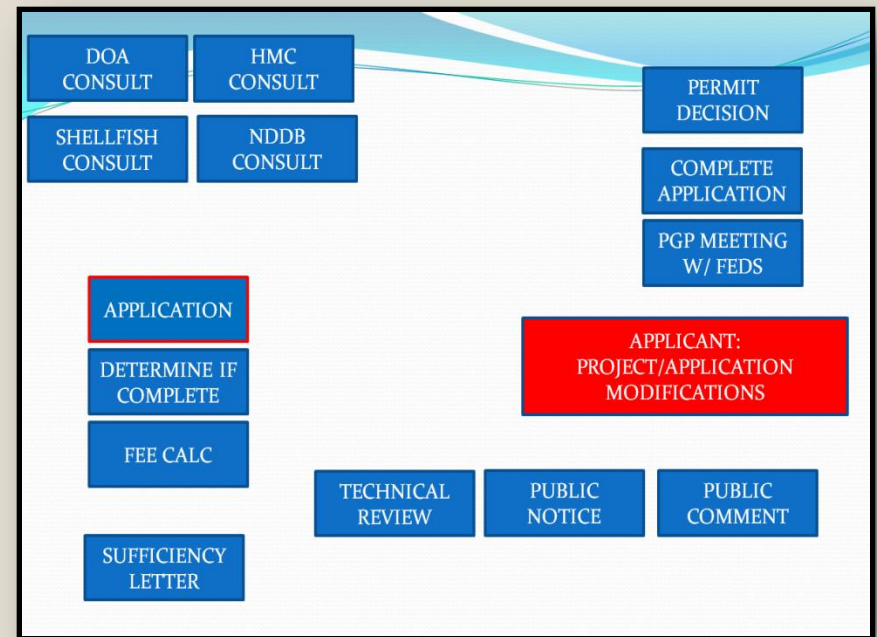 DOA
CONSULT
HMC
CONSULT
SHELLFISH
CONSULT
NDDB
CONSULT
PERMIT
DECISION
COMPLETE
APPLICATION
PGP MEETING
W/ FEDS
APPLICATION
DETERMINE IF
COMPLETE
FEE CALC
SUFFICIENCY
LETTER
APPLICANT:
PROJECT/APPLICATION
MODIFICATIONS
TECHNICAL
REVIEW
PUBLIC
NOTICE
PUBLIC
COMMENT